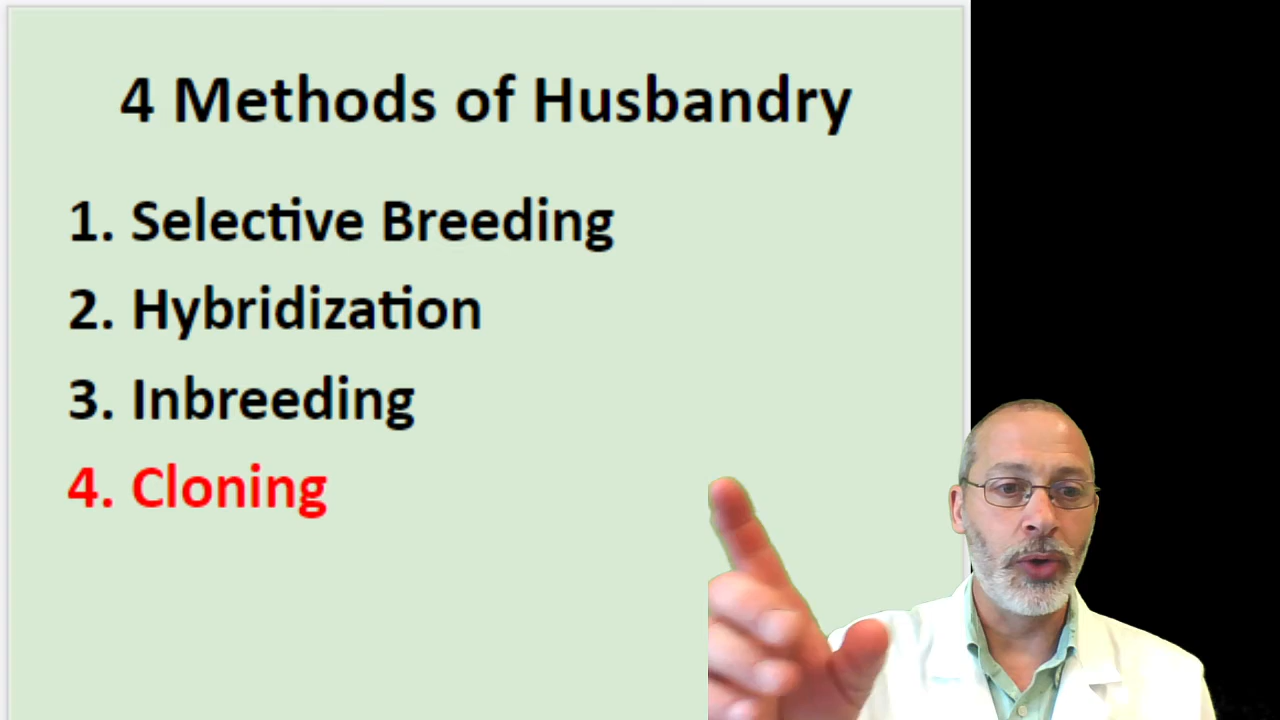 4 Methods of Husbandry
1. Selective Breeding
2. Hybridization
3. Inbreeding
4. Cloning